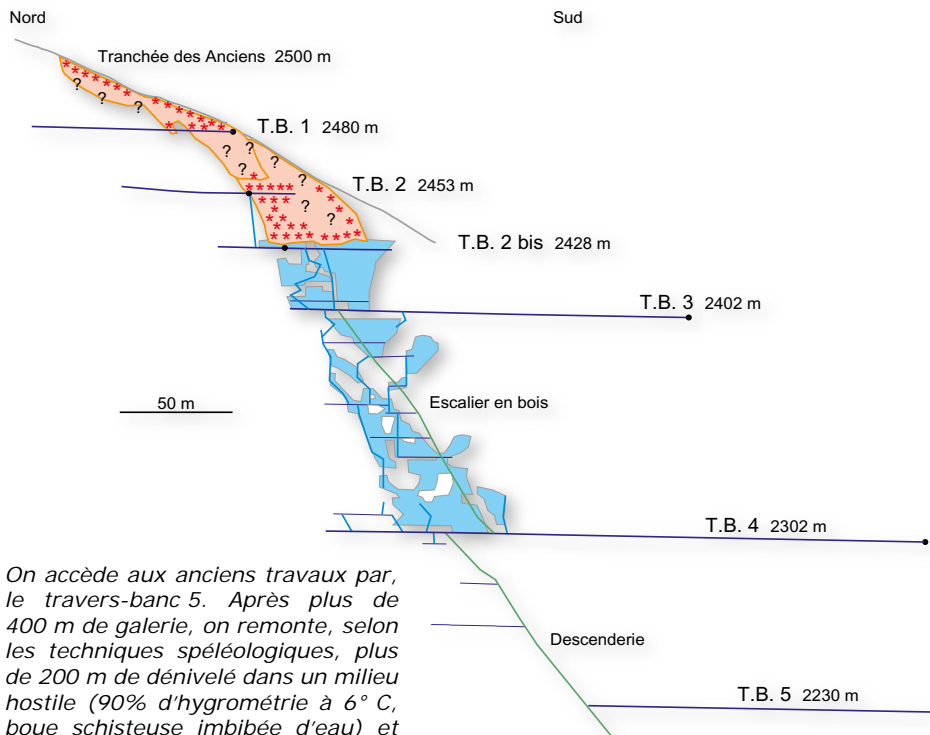 Nord
Sud
Tranchée des Anciens 2500 m
? ? ?
T.B. 1 2480 m
? ? ? ?
T.B. 2 2453 m
? ? ? ?
T.B. 2 bis 2428 m
T.B. 3 2402 m
50 m
Escalier en bois
T.B. 4 2302 m
On accède aux anciens travaux par,
le travers-banc 5. Après plus de
400 m de galerie, on remonte, selon
les techniques spéléologiques, plus
de 200 m de dénivelé dans un milieu
hostile (90% d'hygrométrie à 6° C,
boue schisteuse imbibée d'eau) et
Descenderie
T.B. 5 2230 m